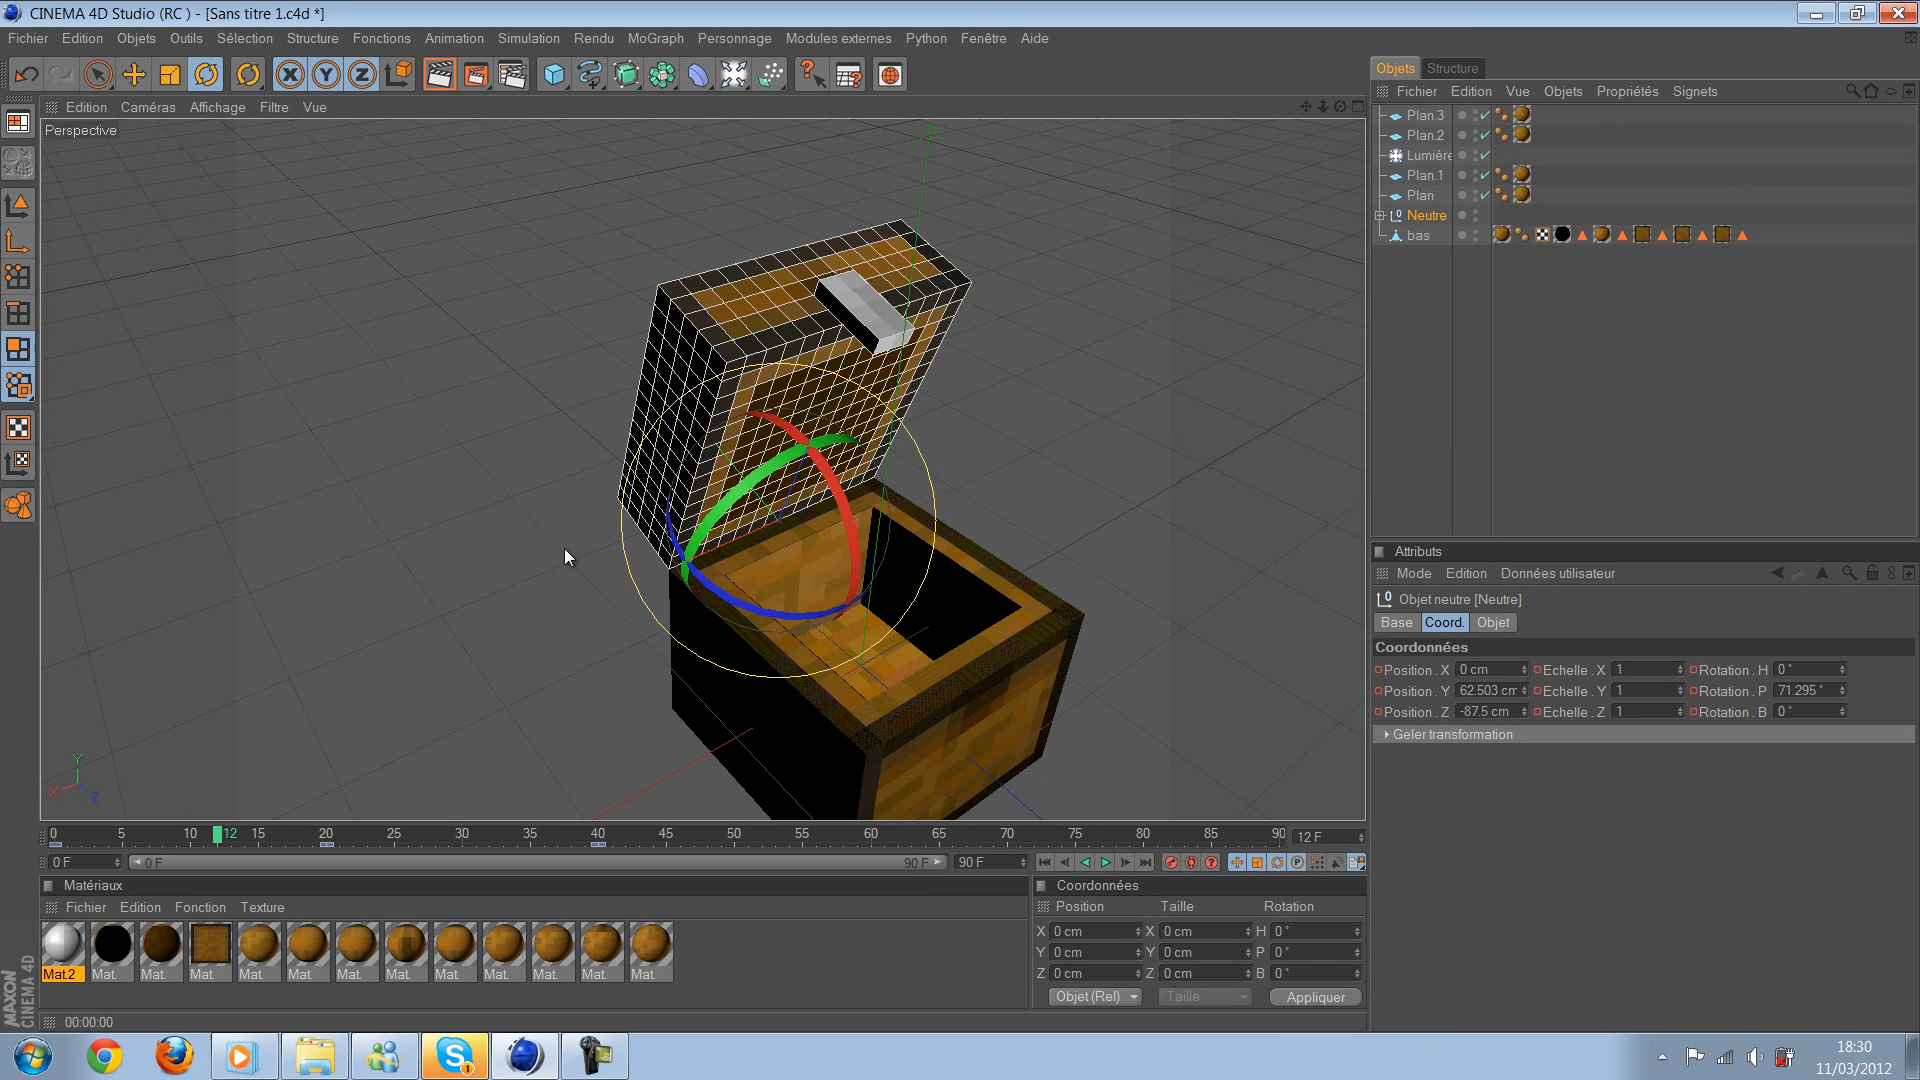 CINEMA 4D Studio (RC ) - [Sans titre 1.c4d *]
Fichier Edition Objets Outils Sélection Structure Fonctions Animation Simulation Rendu MoGraph Personnage Modules externes Python Fenêtre Aide
X Y Z
Edition Caméras Affichage Filtre Vue
Perspective
Y
X
Z
Objets Structure
Fichier Edition Vue Objets Propriétés Signets
Plan.3
Plan.2
Lumière
Plan.1
Plan
Neutre
bas
Attributs
Mode Edition Données utilisateur
Objet neutre [Neutre]
Base Coord. Objet
Coordonnées
Position . X 0 cm Echelle . X 1 Rotation . H 0 °
Position . Y 62.503 cm Echelle . Y 1 Rotation . P 71.295 °
Position . Z -87.5 cm Echelle . Z 1 Rotation . B 0 °
Geler transformation
0 5 10 12 15 20 25 30 35 40 45 50 55 60 65 70 75 80 85 90 12 F
0 F 0 F 90 F 90 F
Matériaux
Fichier Edition Fonction Texture
Mat.2 Mat. Mat. Mat. Mat. Mat. Mat. Mat. Mat. Mat. Mat. Mat. Mat.
Coordonnées
Position Taille Rotation
X 0 cm X 0 cm H 0 °
Y 0 cm Y 0 cm P 0 °
Z 0 cm Z 0 cm B 0 °
Objet (Rel) Taille Appliquer
MAXON
CINEMA 4D
00:00:00
1
18:30
11/03/2012